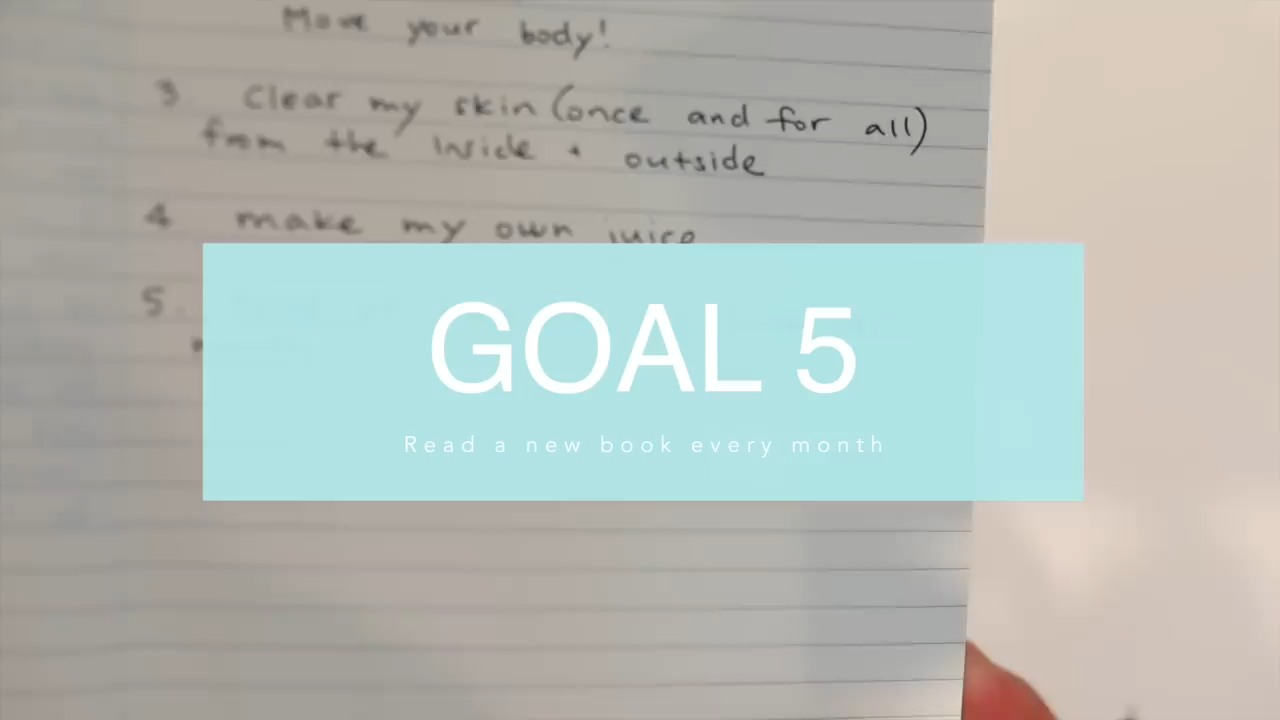 Move your body!
3 Clear my skin (once and for all)
from the inside + outside
4 make my own juice
5.
GOAL 5
Read a new book every month